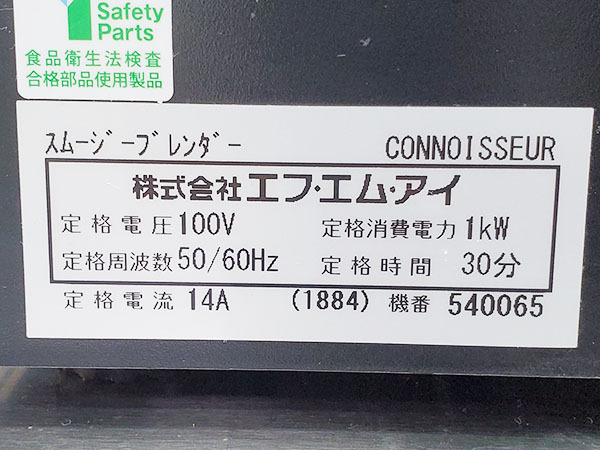 1
Safety
Parts
食品衛生法検査
合格部品使用製品
スムージーブレンダー CONNOISSEUR
株式会社エフ・エム・アイ
定格電圧100V 定格消費電力1kW
定格周波数50/60Hz 定格時間 30分
定格電流14A (1884) 機番 540065